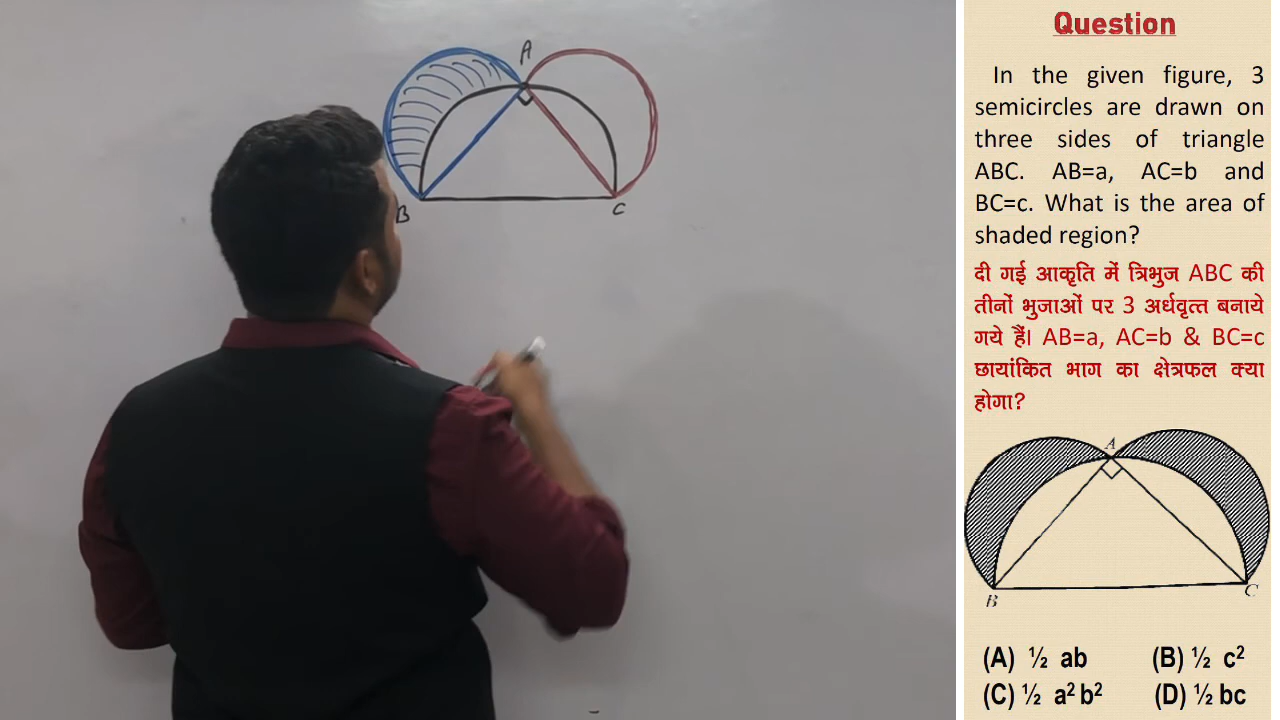 A
B
C
Question
In the given figure, 3
semicircles are drawn on
three sides of triangle
ABC. AB=a, AC=b and
BC=c. What is the area of
shaded region?
दी गई आकृति में त्रिभुज ABC की
तीनों भुजाओं पर 3 अर्धवृत्त बनाये
गये हैं। AB=a, AC=b & BC=c
छायांकित भाग का क्षेत्रफल क्या
होगा?
A
B
C
(A) ½ ab (B) ½ c²
(C) ½ a² b² (D) ½ bc